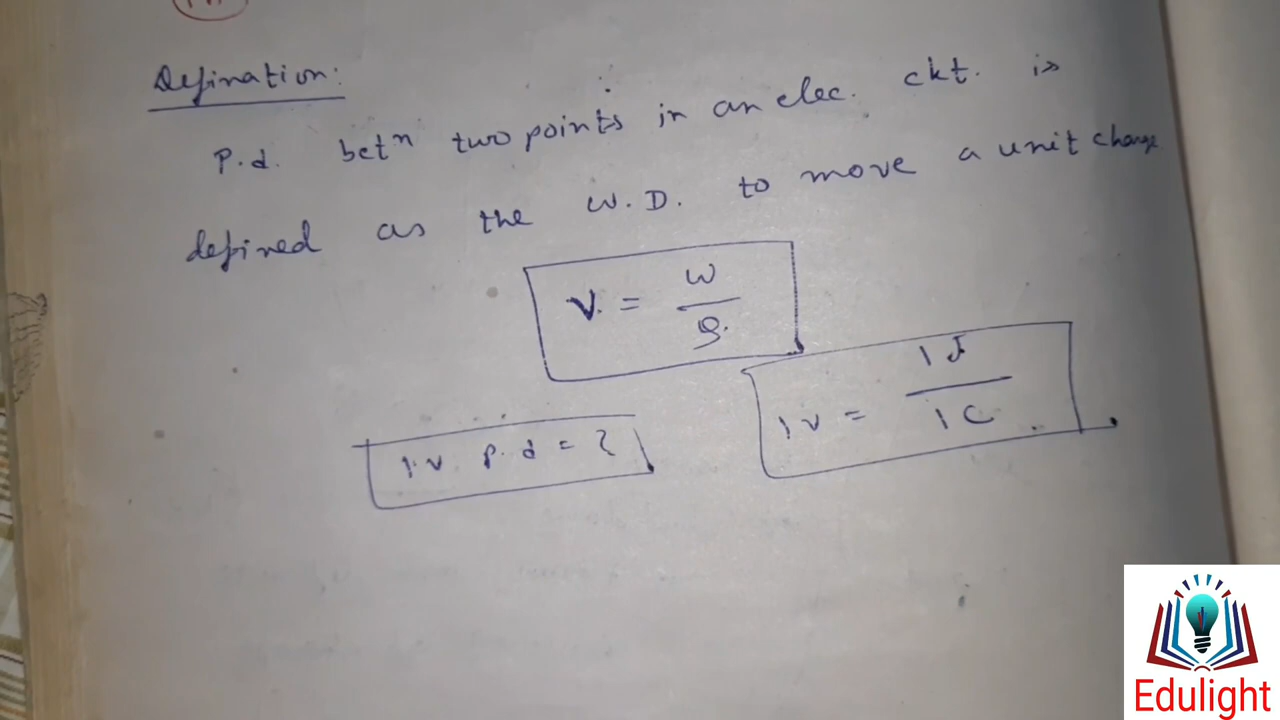 Defination:
P.d. betⁿ two points in an elec. ckt. is
defined as the W.D. to move a unit charge
V = W/Q
1V = 1J/1C
1V P.d = ?
Edulight